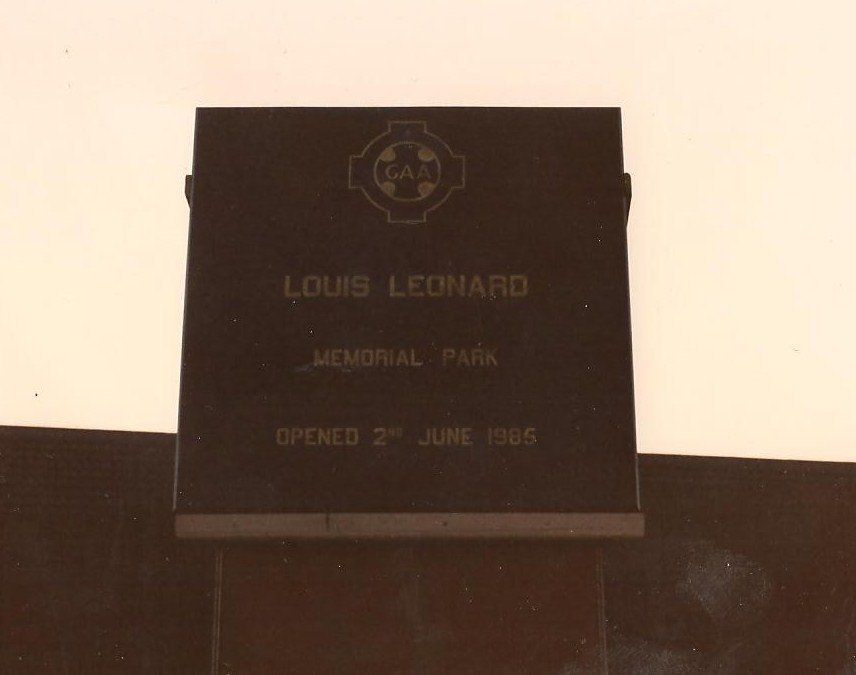 GAA
LOUIS LEONARD
MEMORIAL PARK
OPENED 2ND JUNE 1985